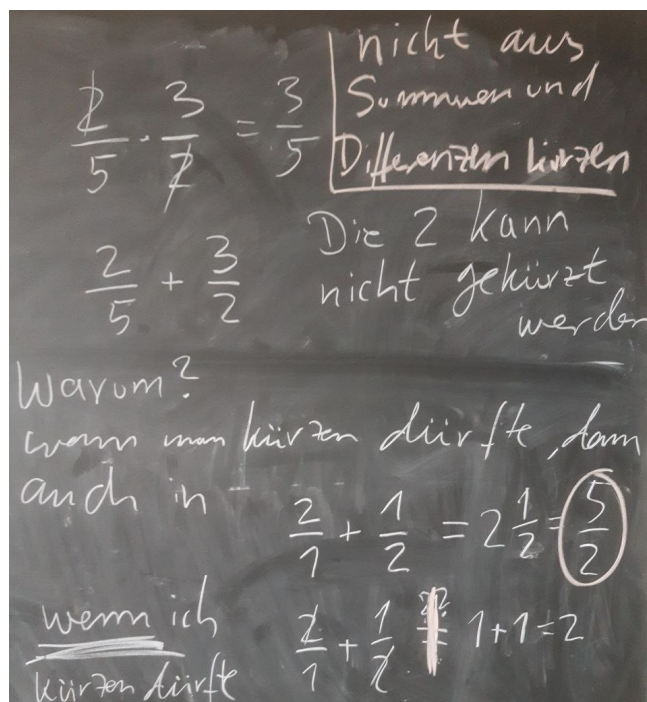 2/5 · 3/2 = 3/5
nicht aus
Summen und
Differenzen kürzen
2/5 + 3/2
Die 2 kann
nicht gekürzt
werden
Warum?
wenn man kürzen dürfte, dann
auch in
2/1 + 1/2 = 2 1/2 = 5/2
wenn ich
kürzen dürfte
2/1 + 1/2 ≠ 1+1=2